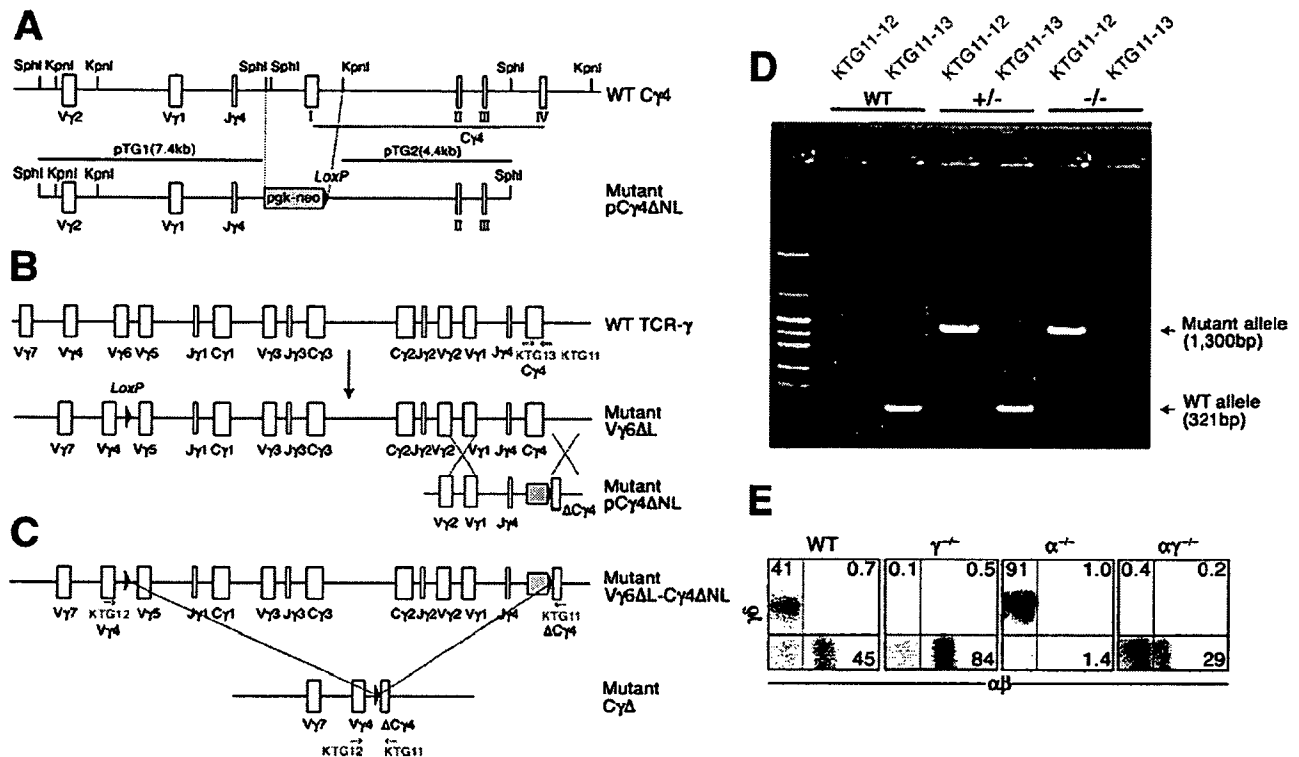 A
SphI KpnI KpnI SphI SphI KpnI SphI KpnI
WT Cγ4
Vγ2 Vγ1 Jγ4 I II III IV
Cγ4
pTG1(7.4kb) pTG2(4.4kb)
LoxP
SphI KpnI KpnI SphI
pgk-neo
Mutant
pCγ4ΔNL
Vγ2 Vγ1 Jγ4 II III
B
WT TCR-γ
Vγ7 Vγ4 Vγ6 Vγ5 Jγ1 Cγ1 Vγ3 Jγ3 Cγ3 Cγ2 Jγ2 Vγ2 Vγ1 Jγ4 KTG13 KTG11
Cγ4
LoxP
Mutant
Vγ6ΔL
Vγ7 Vγ4 Vγ5 Jγ1 Cγ1 Vγ3 Jγ3 Cγ3 Cγ2 Jγ2 Vγ2 Vγ1 Jγ4 Cγ4
Mutant
pCγ4ΔNL
Vγ2 Vγ1 Jγ4 ΔCγ4
C
Mutant
Vγ6ΔL-Cγ4ΔNL
Vγ7 KTG12 Vγ5 Jγ1 Cγ1 Vγ3 Jγ3 Cγ3 Cγ2 Jγ2 Vγ2 Vγ1 Jγ4 KTG11
Vγ4 ΔCγ4
Mutant
CγΔ
Vγ7 Vγ4 ΔCγ4
KTG12 KTG11
D
KTG11-12 KTG11-13 KTG11-12 KTG11-13 KTG11-12 KTG11-13
WT +/- -/-
Mutant allele
(1,300bp)
WT allele
(321bp)
E
WT γ-/- α-/- αγ-/-
41 0.7 0.1 0.5 91 1.0 0.4 0.2
γδ
45 84 1.4 29
αβ